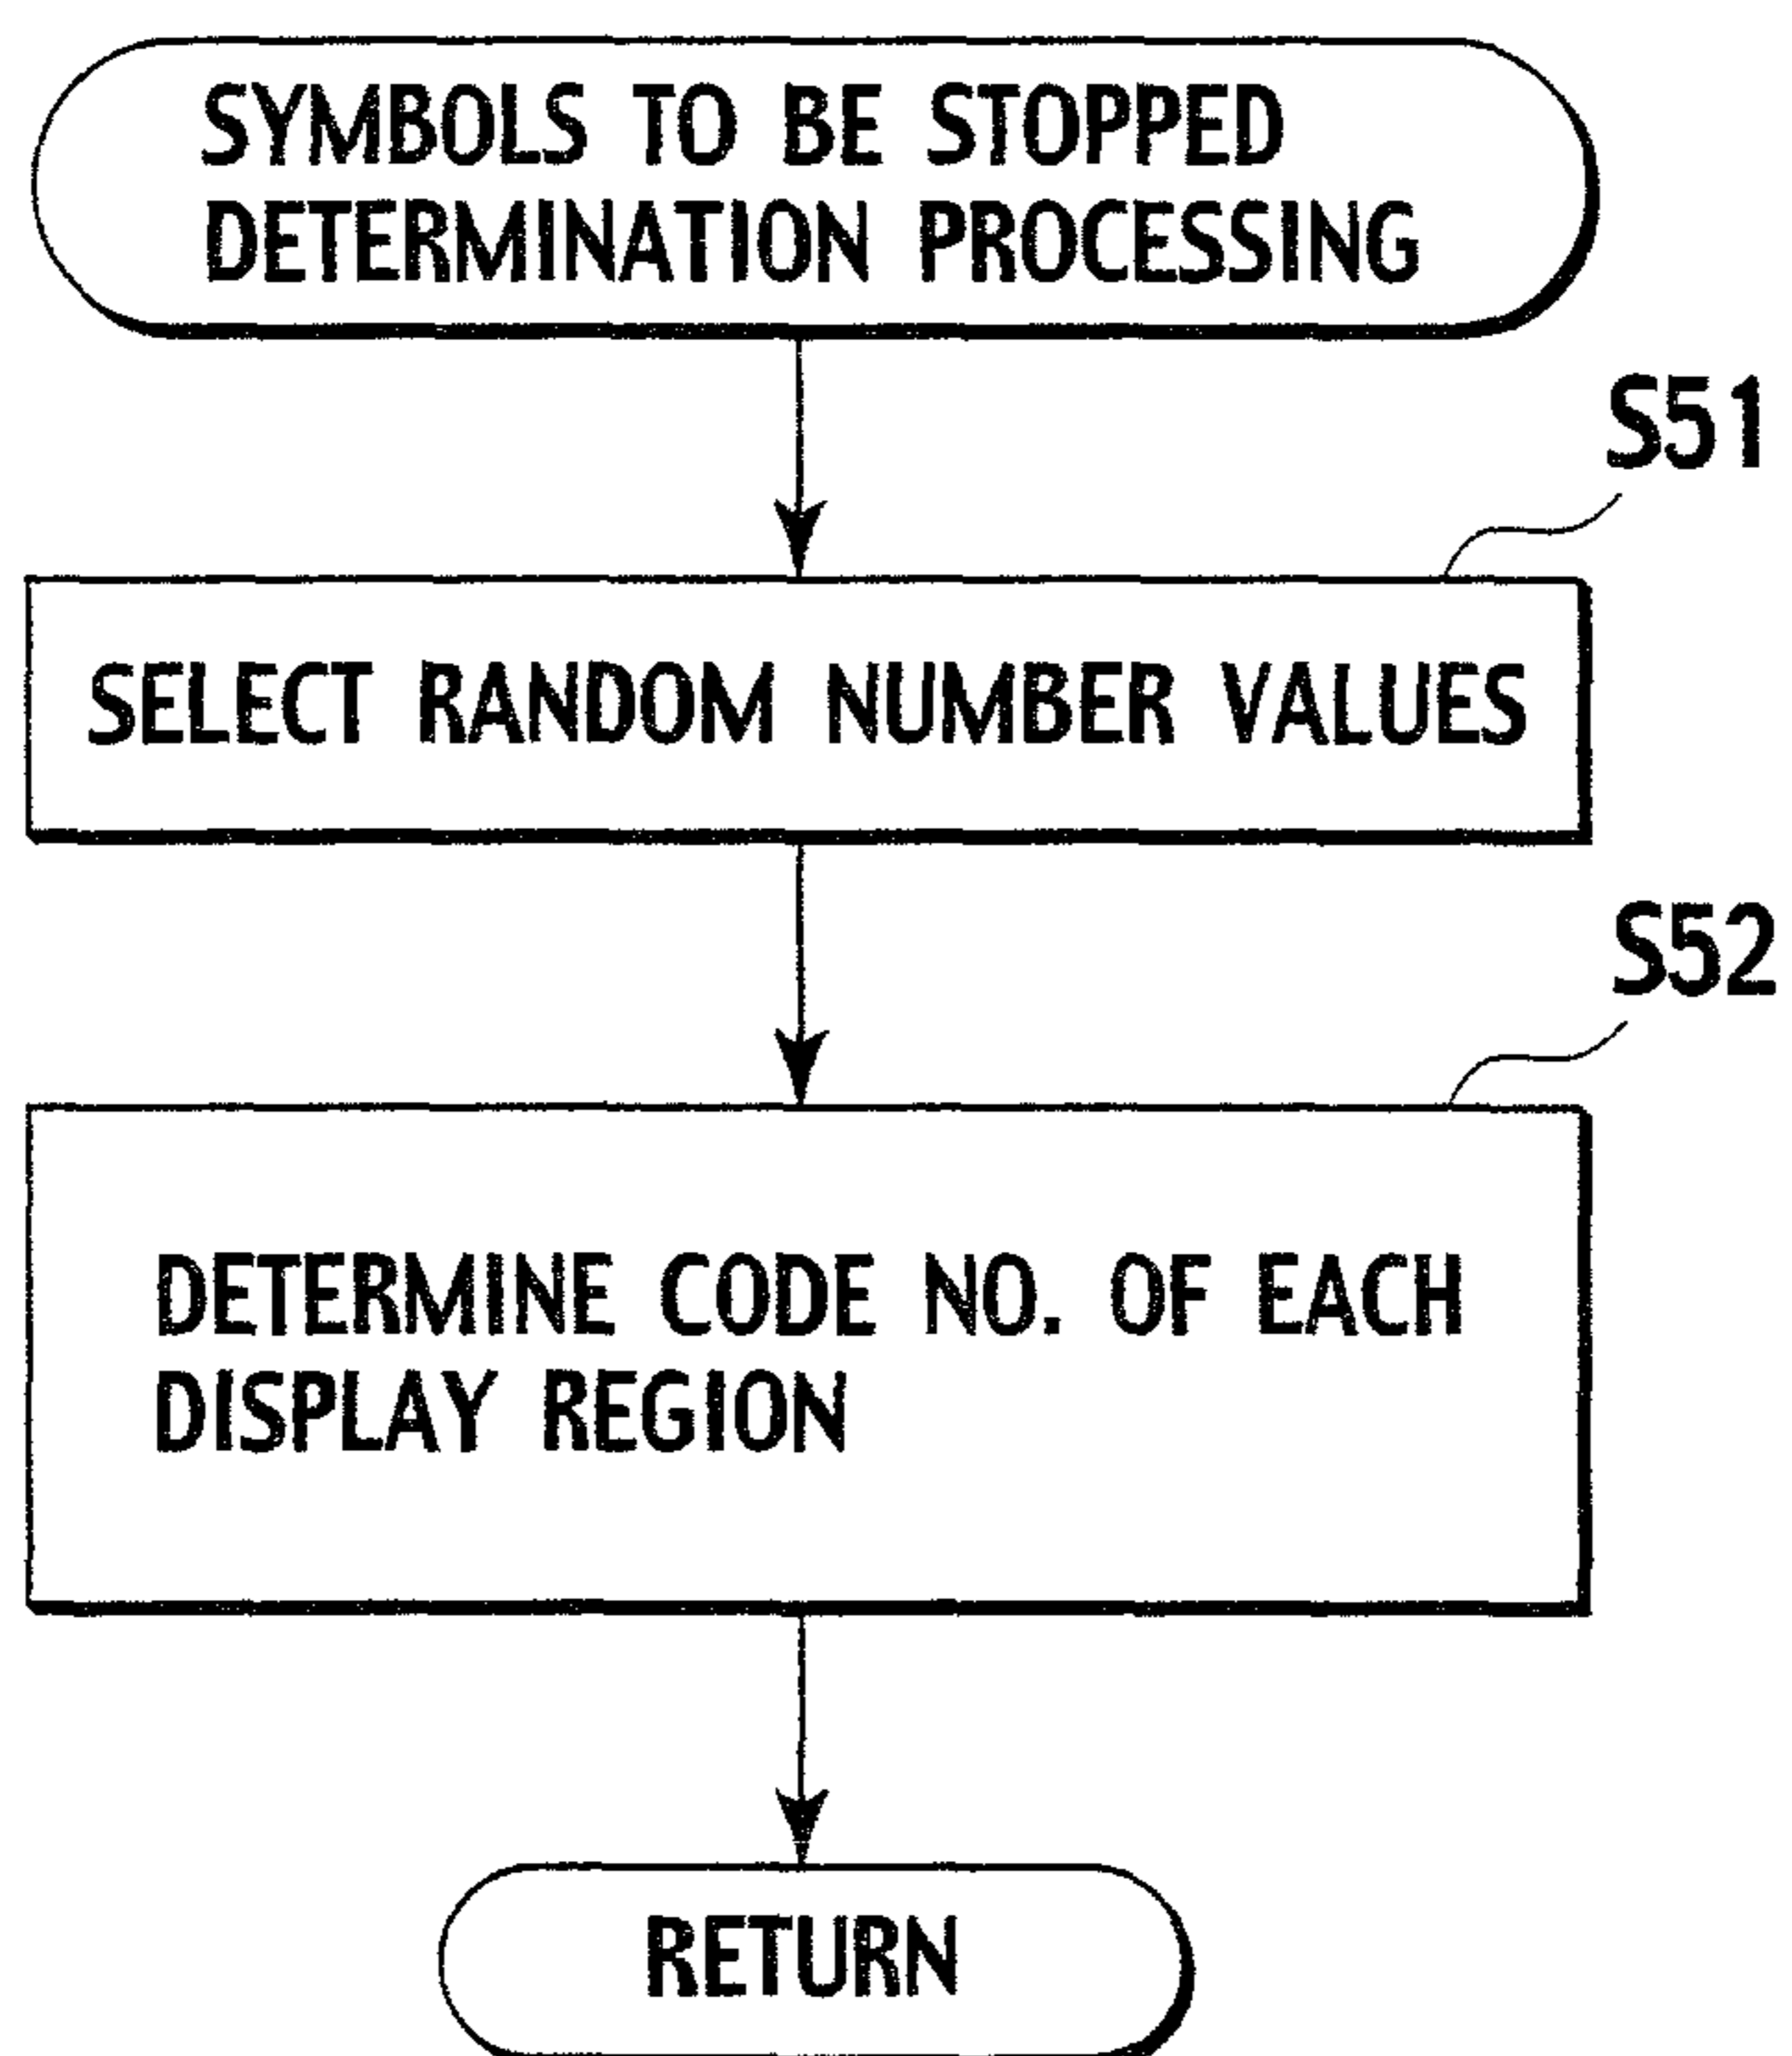 SYMBOLS TO BE STOPPED
DETERMINATION PROCESSING
S51
SELECT RANDOM NUMBER VALUES
S52
DETERMINE CODE NO. OF EACH
DISPLAY REGION
RETURN